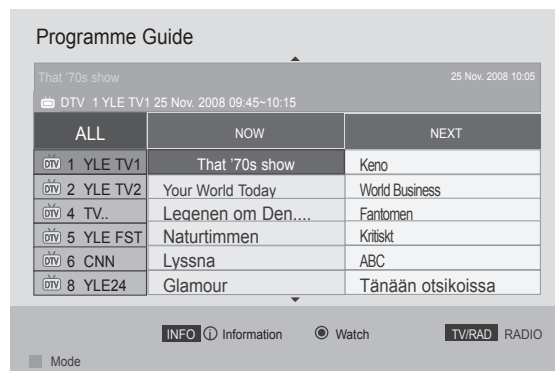 Programme Guide
That '70s show 25 Nov. 2008 10:05
DTV 1 YLE TV1 25 Nov. 2008 09:45~10:15
ALL NOW NEXT
DTV 1 YLE TV1 That '70s show Keno
DTV 2 YLE TV2 Your World Today World Business
DTV 4 TV.. Legenen om Den.... Fantomen
DTV 5 YLE FST Naturtimmen Kritiskt
DTV 6 CNN Lyssna ABC
DTV 8 YLE24 Glamour Tänään otsikoissa
INFO i Information Watch TV/RAD RADIO
Mode